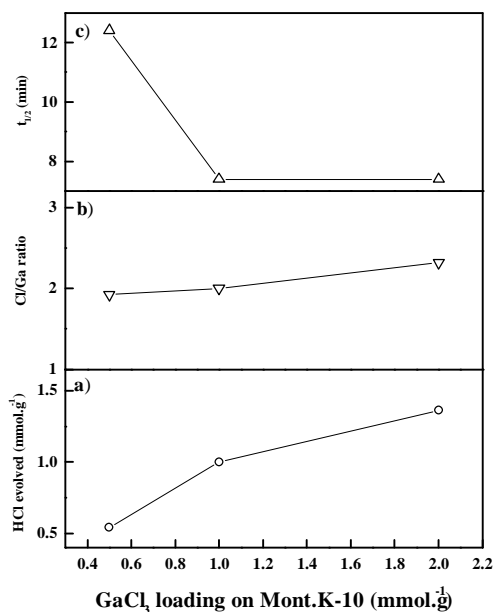 c)
t1/2 (min)
12
10
8
b)
Cl/Ga ratio
3
2
1
a)
HCl evolved (mmol.g-1)
1.5
1.0
0.5
0.4 0.6 0.8 1.0 1.2 1.4 1.6 1.8 2.0 2.2
GaCl3 loading on Mont.K-10 (mmol.g-1)